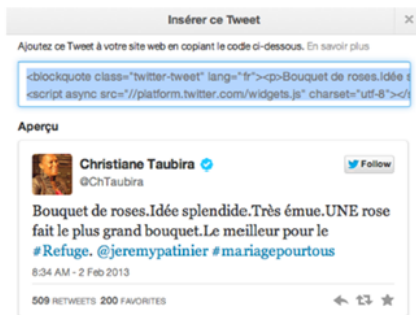 Insérer ce Tweet
Ajoutez ce Tweet à votre site web en copiant le code ci-dessous. En savoir plus
<blockquote class="twitter-tweet" lang="fr"><p>Bouquet de roses.Idée s
<script async src="//platform.twitter.com/widgets.js" charset="utf-8"></s
Aperçu
Christiane Taubira
Follow
@ChTaubira
Bouquet de roses.Idée splendide.Très émue.UNE rose
fait le plus grand bouquet.Le meilleur pour le
#Refuge. @jeremypatinier #mariagepourtous
8:34 AM - 2 Feb 2013
509 RETWEETS 200 FAVORITES